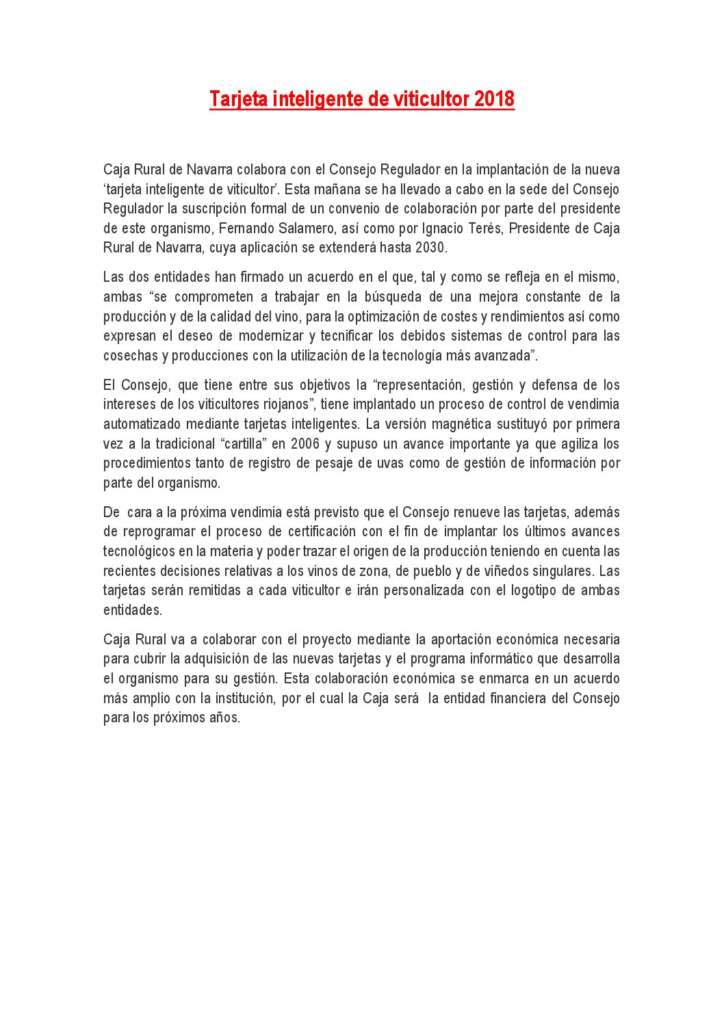 Tarjeta inteligente de viticultor 2018
Caja Rural de Navarra colabora con el Consejo Regulador en la implantación de la nueva
‘tarjeta inteligente de viticultor’. Esta mañana se ha llevado a cabo en la sede del Consejo
Regulador la suscripción formal de un convenio de colaboración por parte del presidente
de este organismo, Fernando Salamero, así como por Ignacio Terés, Presidente de Caja
Rural de Navarra, cuya aplicación se extenderá hasta 2030.
Las dos entidades han firmado un acuerdo en el que, tal y como se refleja en el mismo,
ambas “se comprometen a trabajar en la búsqueda de una mejora constante de la
producción y de la calidad del vino, para la optimización de costes y rendimientos así como
expresan el deseo de modernizar y tecnificar los debidos sistemas de control para las
cosechas y producciones con la utilización de la tecnología más avanzada”.
El Consejo, que tiene entre sus objetivos la “representación, gestión y defensa de los
intereses de los viticultores riojanos”, tiene implantado un proceso de control de vendimia
automatizado mediante tarjetas inteligentes. La versión magnética sustituyó por primera
vez a la tradicional “cartilla” en 2006 y supuso un avance importante ya que agiliza los
procedimientos tanto de registro de pesaje de uvas como de gestión de información por
parte del organismo.
De  cara a la próxima vendimia está previsto que el Consejo renueve las tarjetas, además
de reprogramar el proceso de certificación con el fin de implantar los últimos avances
tecnológicos en la materia y poder trazar el origen de la producción teniendo en cuenta las
recientes decisiones relativas a los vinos de zona, de pueblo y de viñedos singulares. Las
tarjetas serán remitidas a cada viticultor e irán personalizada con el logotipo de ambas
entidades.
Caja Rural va a colaborar con el proyecto mediante la aportación económica necesaria
para cubrir la adquisición de las nuevas tarjetas y el programa informático que desarrolla
el organismo para su gestión. Esta colaboración económica se enmarca en un acuerdo
más amplio con la institución, por el cual la Caja será  la entidad financiera del Consejo
para los próximos años.